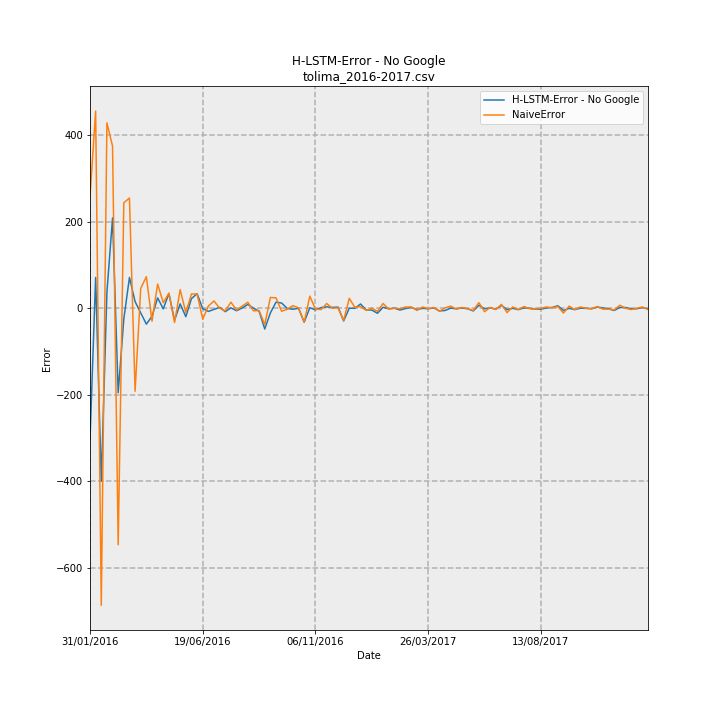 H-LSTM-Error - No Google
tolima_2016-2017.csv
H-LSTM-Error - No Google
NaiveError
400
200
0
−200
−400
−600
Error
31/01/2016 19/06/2016 06/11/2016 26/03/2017 13/08/2017
Date